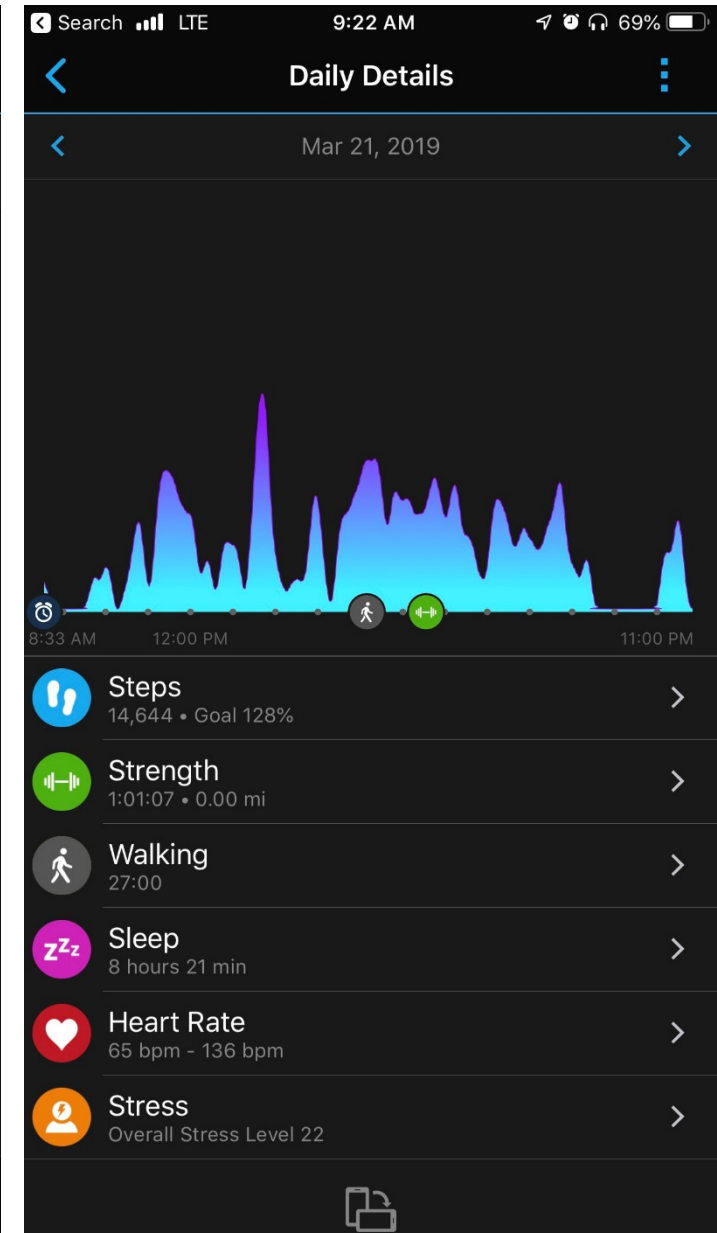 Search LTE 9:22 AM 69%
Daily Details
Mar 21, 2019
8:33 AM 12:00 PM 11:00 PM
Steps
14,644 • Goal 128%
Strength
1:01:07 • 0.00 mi
Walking
27:00
zzz Sleep
8 hours 21 min
Heart Rate
65 bpm - 136 bpm
Stress
Overall Stress Level 22